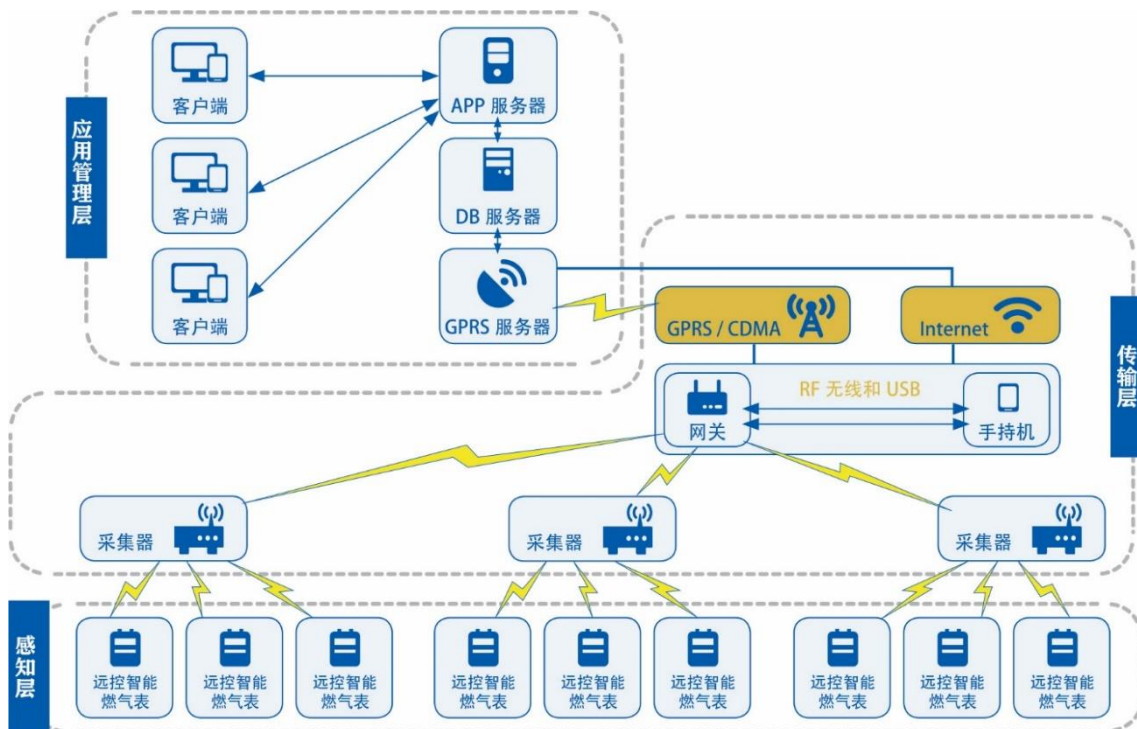 应用管理层
客户端
APP 服务器
客户端
DB 服务器
客户端
GPRS 服务器
GPRS / CDMA
Internet
传输层
RF 无线和 USB
网关
手持机
采集器
采集器
采集器
感知层
远控智能
燃气表
远控智能
燃气表
远控智能
燃气表
远控智能
燃气表
远控智能
燃气表
远控智能
燃气表
远控智能
燃气表
远控智能
燃气表
远控智能
燃气表